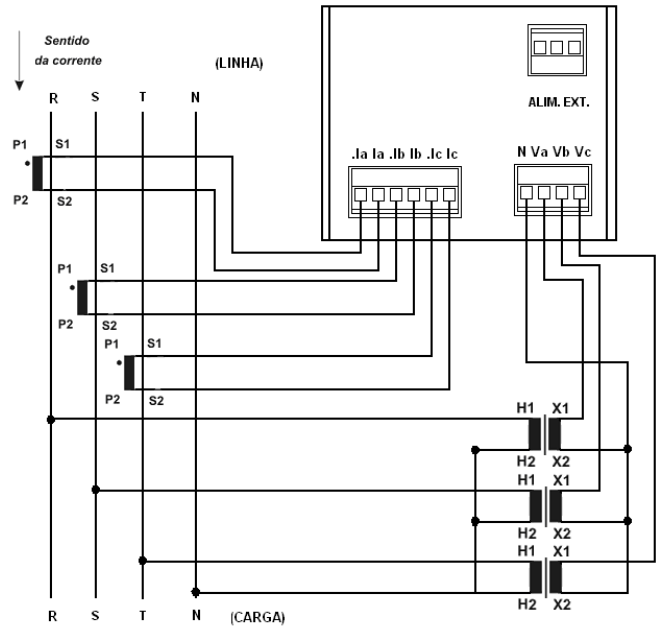 Sentido
da corrente
(LINHA)
ALIM. EXT.
R S T N
.Ia Ia .Ib Ib .Ic Ic
N Va Vb Vc
P1 S1
P2 S2
P1 S1
P2 S2
P1 S1
P2 S2
H1 X1
H2 X2
H1 X1
H2 X2
H1 X1
H2 X2
R S T N (CARGA)